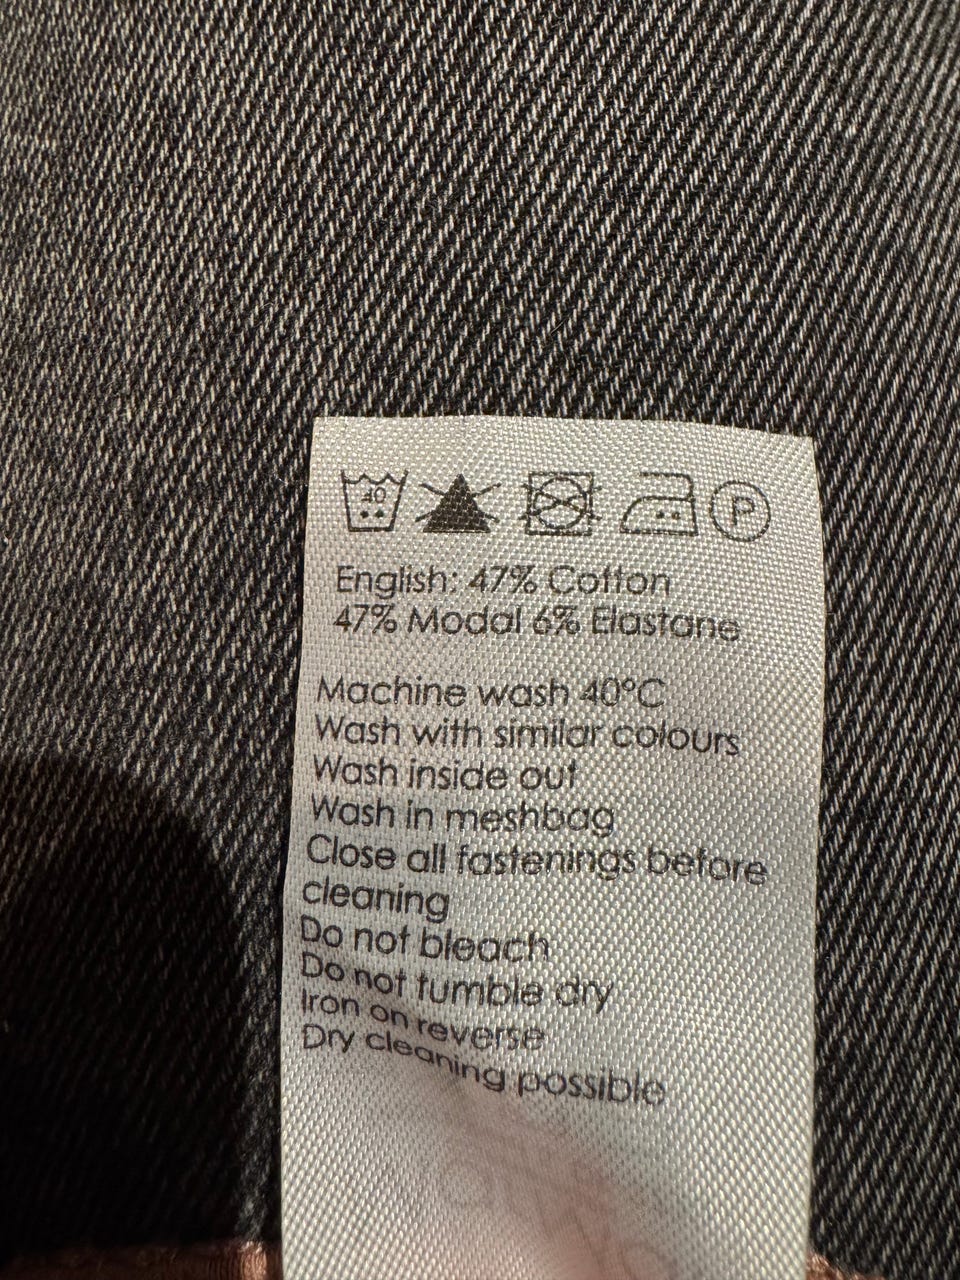 40
P
English: 47% Cotton
47% Modal 6% Elastane
Machine wash 40°C
Wash with similar colours
Wash inside out
Wash in meshbag
Close all fastenings before
cleaning
Do not bleach
Do not tumble dry
Iron on reverse
Dry cleaning possible